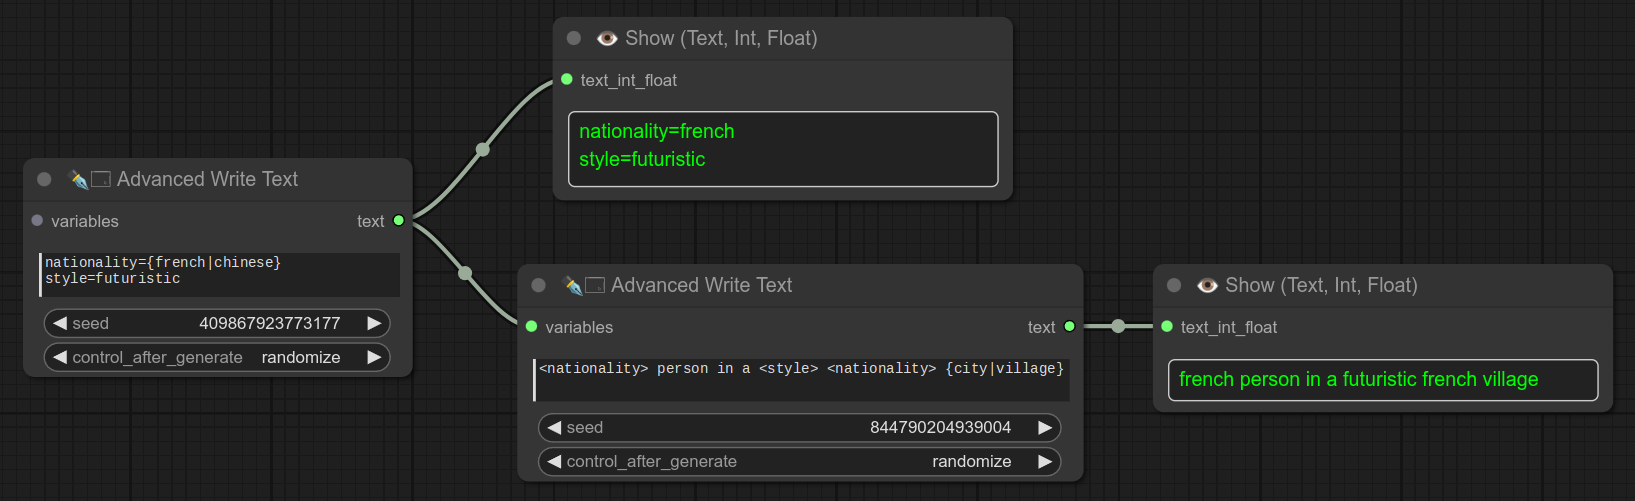 Show (Text, Int, Float)
text_int_float
nationality=french
style=futuristic
Advanced Write Text
variables
text
nationality={french|chinese}
style=futuristic
seed 409867923773177
control_after_generate randomize
Advanced Write Text
variables
text
<nationality> person in a <style> <nationality> {city|village}
seed 844790204939004
control_after_generate randomize
Show (Text, Int, Float)
text_int_float
french person in a futuristic french village